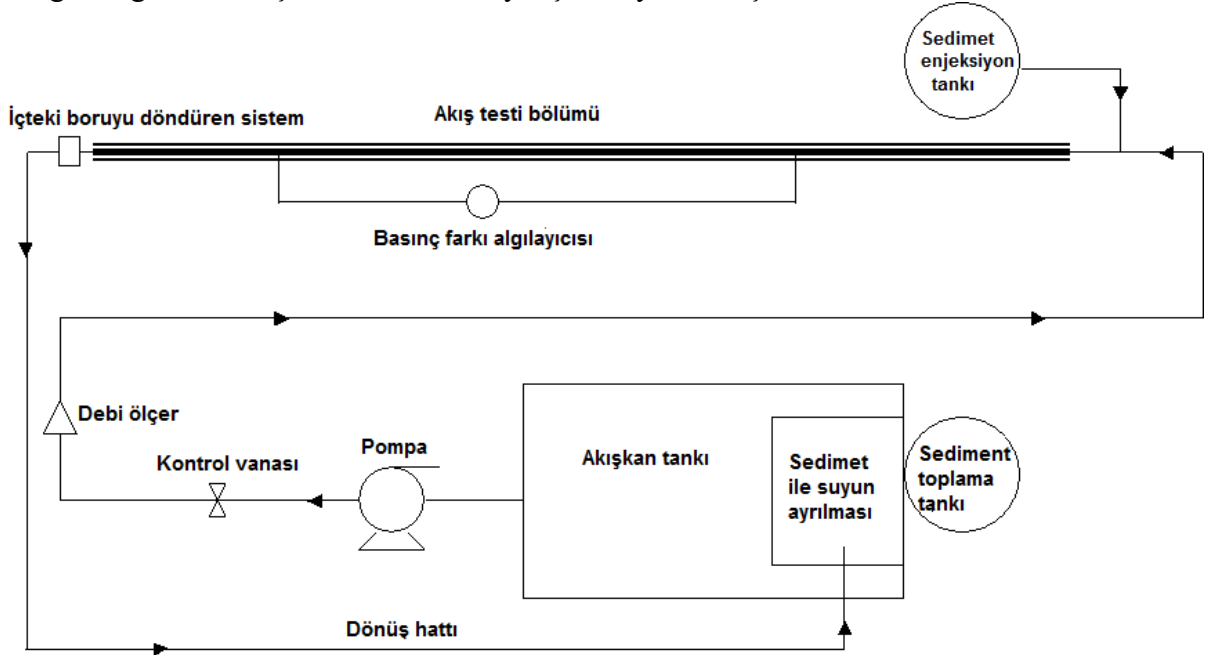 Sedimet
enjeksiyon
tankı
İçteki boruyu döndüren sistem
Akış testi bölümü
Basınç farkı algılayıcısı
Debi ölçer
Kontrol vanası
Pompa
Akışkan tankı
Sedimet
ile suyun
ayrılması
Sediment
toplama
tankı
Dönüş hattı